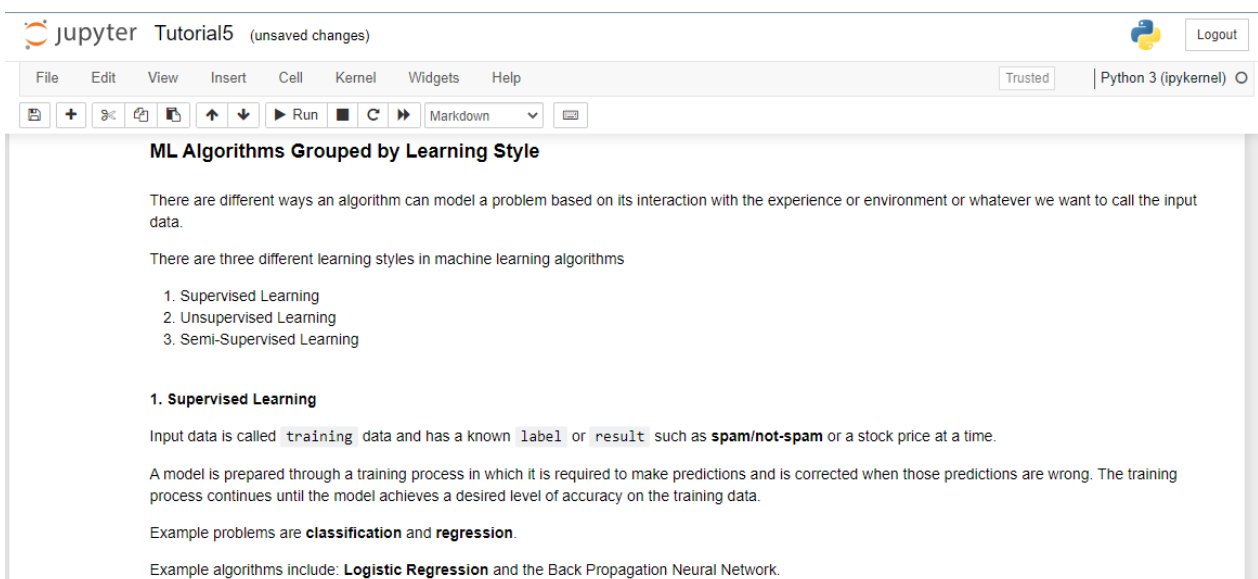 jupyter Tutorial5 (unsaved changes) Logout
File Edit View Insert Cell Kernel Widgets Help Trusted Python 3 (ipykernel)
Run Markdown
ML Algorithms Grouped by Learning Style
There are different ways an algorithm can model a problem based on its interaction with the experience or environment or whatever we want to call the input
data.
There are three different learning styles in machine learning algorithms
1. Supervised Learning
2. Unsupervised Learning
3. Semi-Supervised Learning
1. Supervised Learning
Input data is called training data and has a known label or result such as spam/not-spam or a stock price at a time.
A model is prepared through a training process in which it is required to make predictions and is corrected when those predictions are wrong. The training
process continues until the model achieves a desired level of accuracy on the training data.
Example problems are classification and regression.
Example algorithms include: Logistic Regression and the Back Propagation Neural Network.